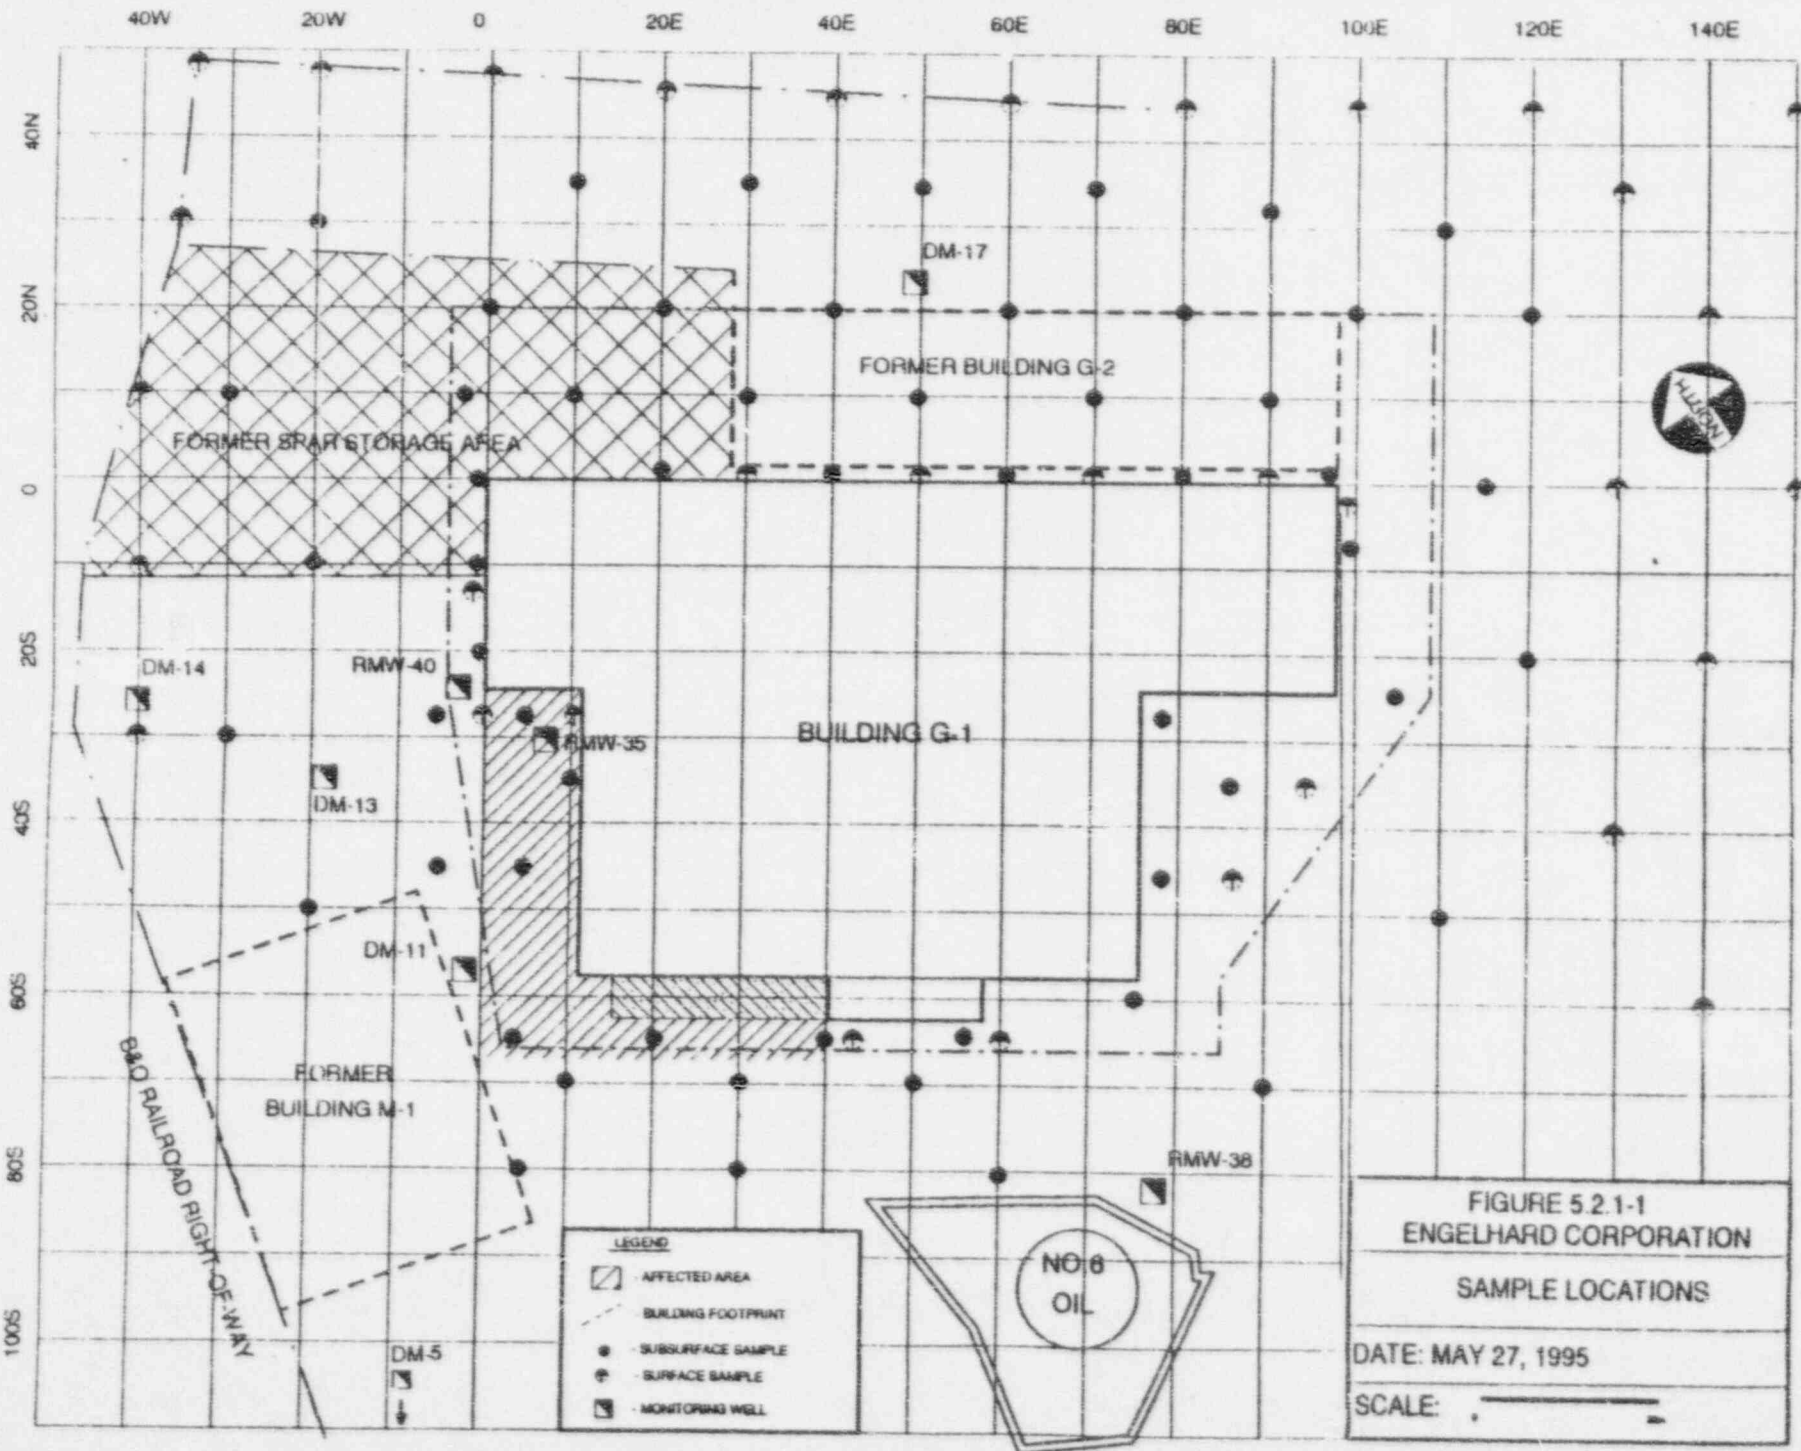 40W 20W 0 20E 40E 60E 80E 100E 120E 140E
40N
20N
0
20S
40S
60S
80S
100S
DM-17
FORMER BUILDING G-2
NORTH
FORMER SPAR STORAGE AREA
DM-14
RMW-40
RMW-35
BUILDING G-1
DM-13
DM-11
B&O RAILROAD RIGHT-OF-WAY
FORMER
BUILDING M-1
RMW-38
NO.6
OIL
DM-5
LEGEND
- AFFECTED AREA
- BUILDING FOOTPRINT
- SUBSURFACE SAMPLE
- SURFACE SAMPLE
- MONITORING WELL
FIGURE 5.2.1-1
ENGELHARD CORPORATION
SAMPLE LOCATIONS
DATE: MAY 27, 1995
SCALE: